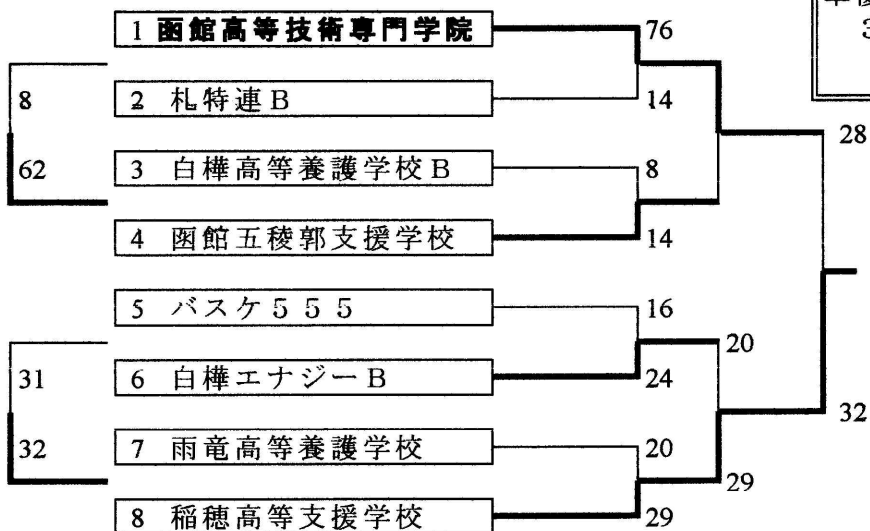 1 函館高等技術専門学院
2 札特連B
3 白樺高等養護学校B
4 函館五稜郭支援学校
5 バスケ555
6 白樺エナジーB
7 雨竜高等養護学校
8 稲穂高等支援学校
8
62
31
32
76
14
8
14
16
24
20
29
20
29
28
32
3